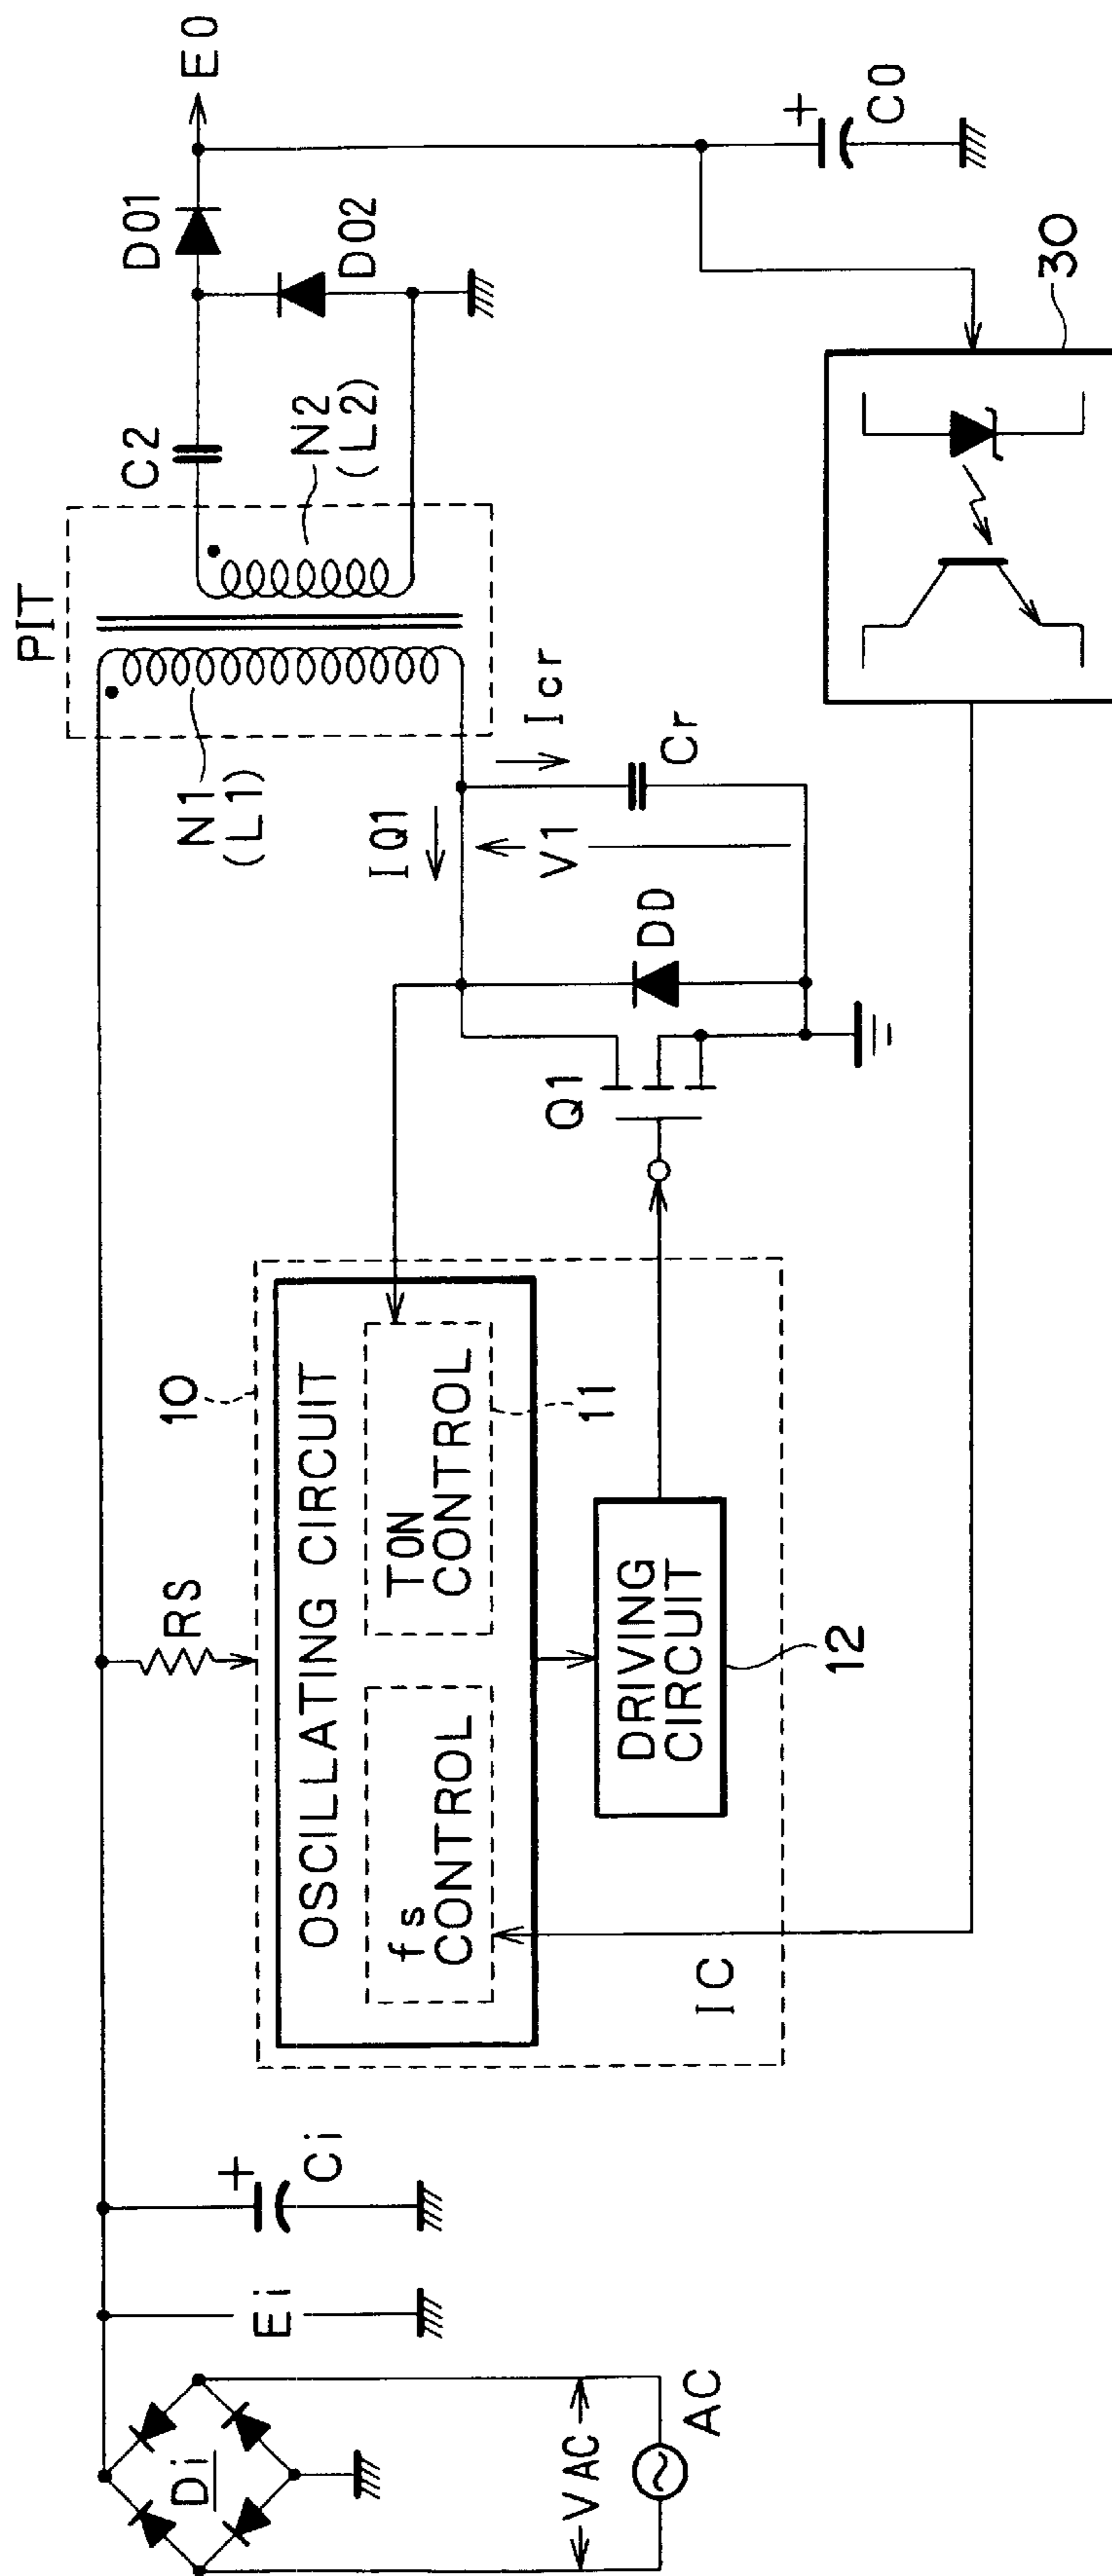 PIT
N1
(L1)
C2
N2
(L2)
D01
D02
E0
C0
+
30
Icr
Cr
IQ1
V1
DD
Q1
10
OSCILLATING CIRCUIT
fs
CONTROL
TON
CONTROL
11
RS
DRIVING
CIRCUIT
12
IC
+
Ci
Ei
Di
VAC
AC